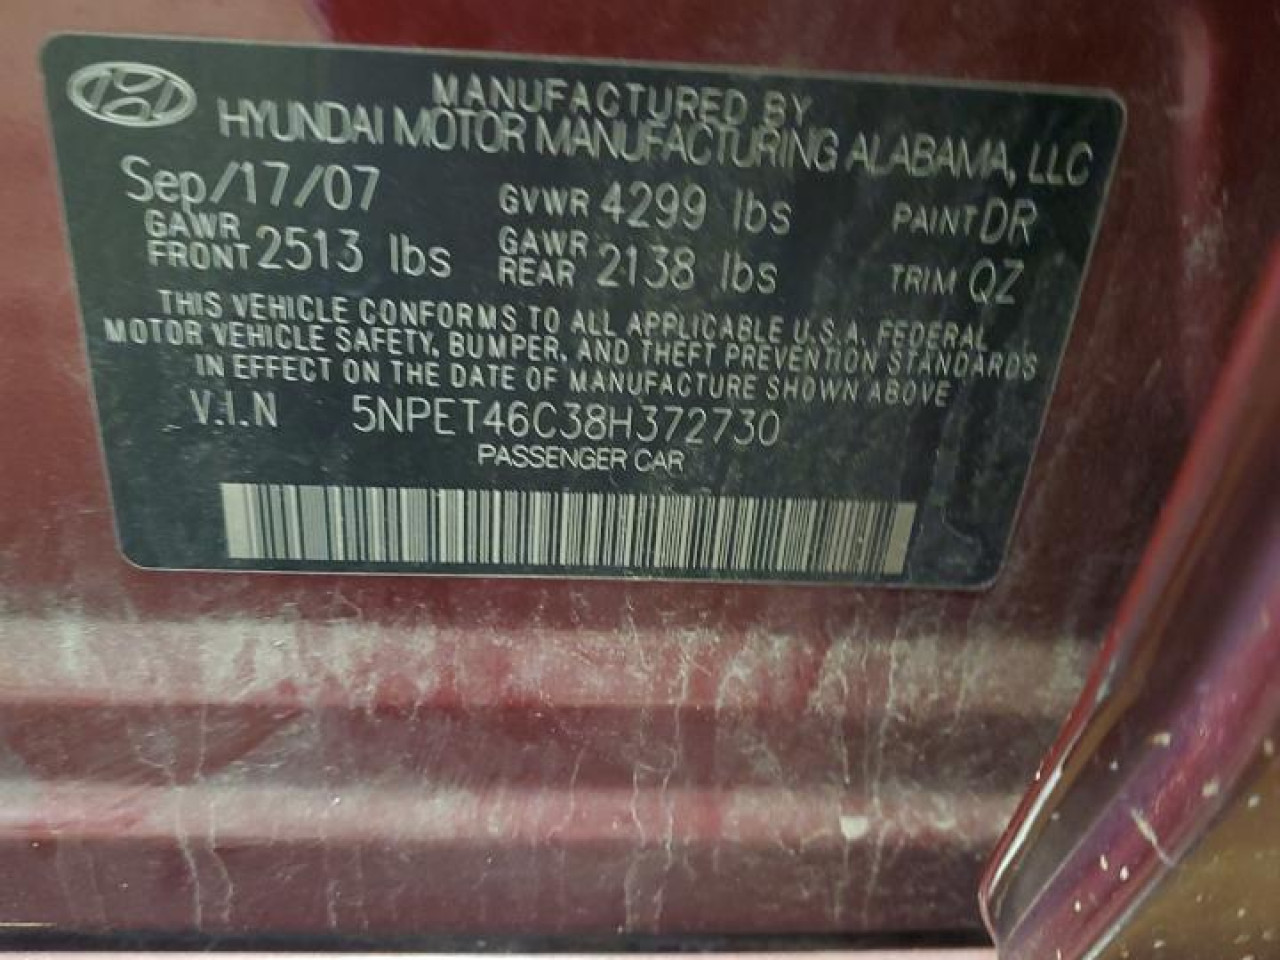 MANUFACTURED BY
HYUNDAI MOTOR MANUFACTURING ALABAMA, LLC
Sep/17/07 GVWR 4299 lbs PAINT DR
GAWR FRONT 2513 lbs GAWR REAR 2138 lbs TRIM QZ
THIS VEHICLE CONFORMS TO ALL APPLICABLE U.S.A. FEDERAL
MOTOR VEHICLE SAFETY, BUMPER, AND THEFT PREVENTION STANDARDS
IN EFFECT ON THE DATE OF MANUFACTURE SHOWN ABOVE
V.I.N 5NPET46C38H372730
PASSENGER CAR